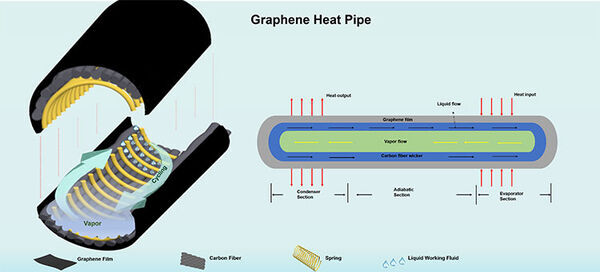 Graphene Heat Pipe
Heat output
Liquid flow
Heat input
Graphene film
Vapor flow
Carbon fiber wicker
Condenser
Section
Adiabatic Section
Evaporator
Section
Cycling
Vapor
Graphene Film
Carbon Fiber
Spring
Liquid Working Fluid